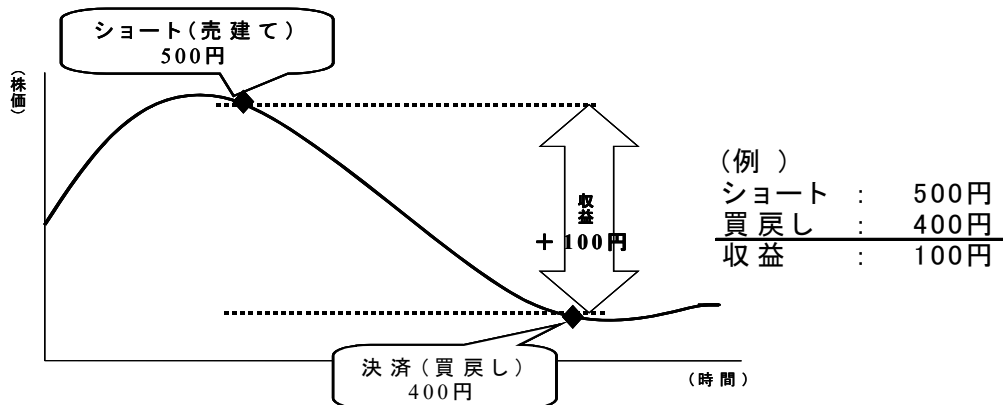 ショート(売建て)
500円
(株価)
収益
+100円
(例 )
ショート : 500円
買戻し : 400円
収益 : 100円
決済(買戻し)
400円
(時間)